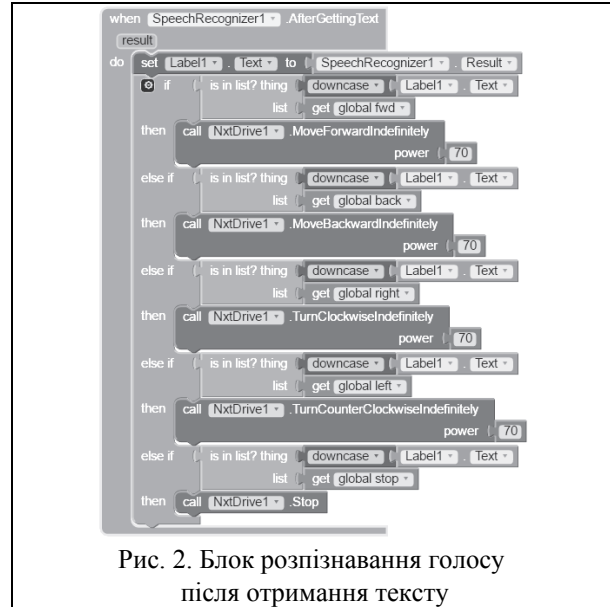 when SpeechRecognizer1 .AfterGettingText
result
do set Label1 . Text to SpeechRecognizer1 . Result
if is in list? thing downcase Label1 . Text
list get global fwd
then call NxtDrive1 .MoveForwardIndefinitely
power 70
else if is in list? thing downcase Label1 . Text
list get global back
then call NxtDrive1 .MoveBackwardIndefinitely
power 70
else if is in list? thing downcase Label1 . Text
list get global right
then call NxtDrive1 .TurnClockwiseIndefinitely
power 70
else if is in list? thing downcase Label1 . Text
list get global left
then call NxtDrive1 .TurnCounterClockwiseIndefinitely
power 70
else if is in list? thing downcase Label1 . Text
list get global stop
then call NxtDrive1 .Stop
Рис. 2. Блок розпізнавання голосу
після отримання тексту